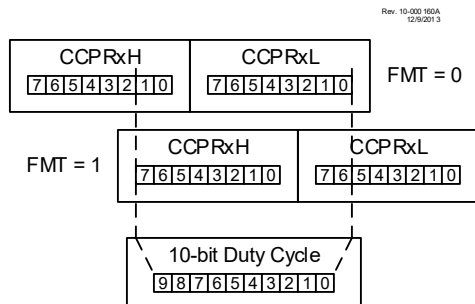 Rev. 10-000 160A
12/9/201 3
CCPRxH CCPRxL
7 6 5 4 3 2 1 0 7 6 5 4 3 2 1 0 FMT = 0
CCPRxH CCPRxL
FMT = 1 7 6 5 4 3 2 1 0 7 6 5 4 3 2 1 0
10-bit Duty Cycle
9 8 7 6 5 4 3 2 1 0